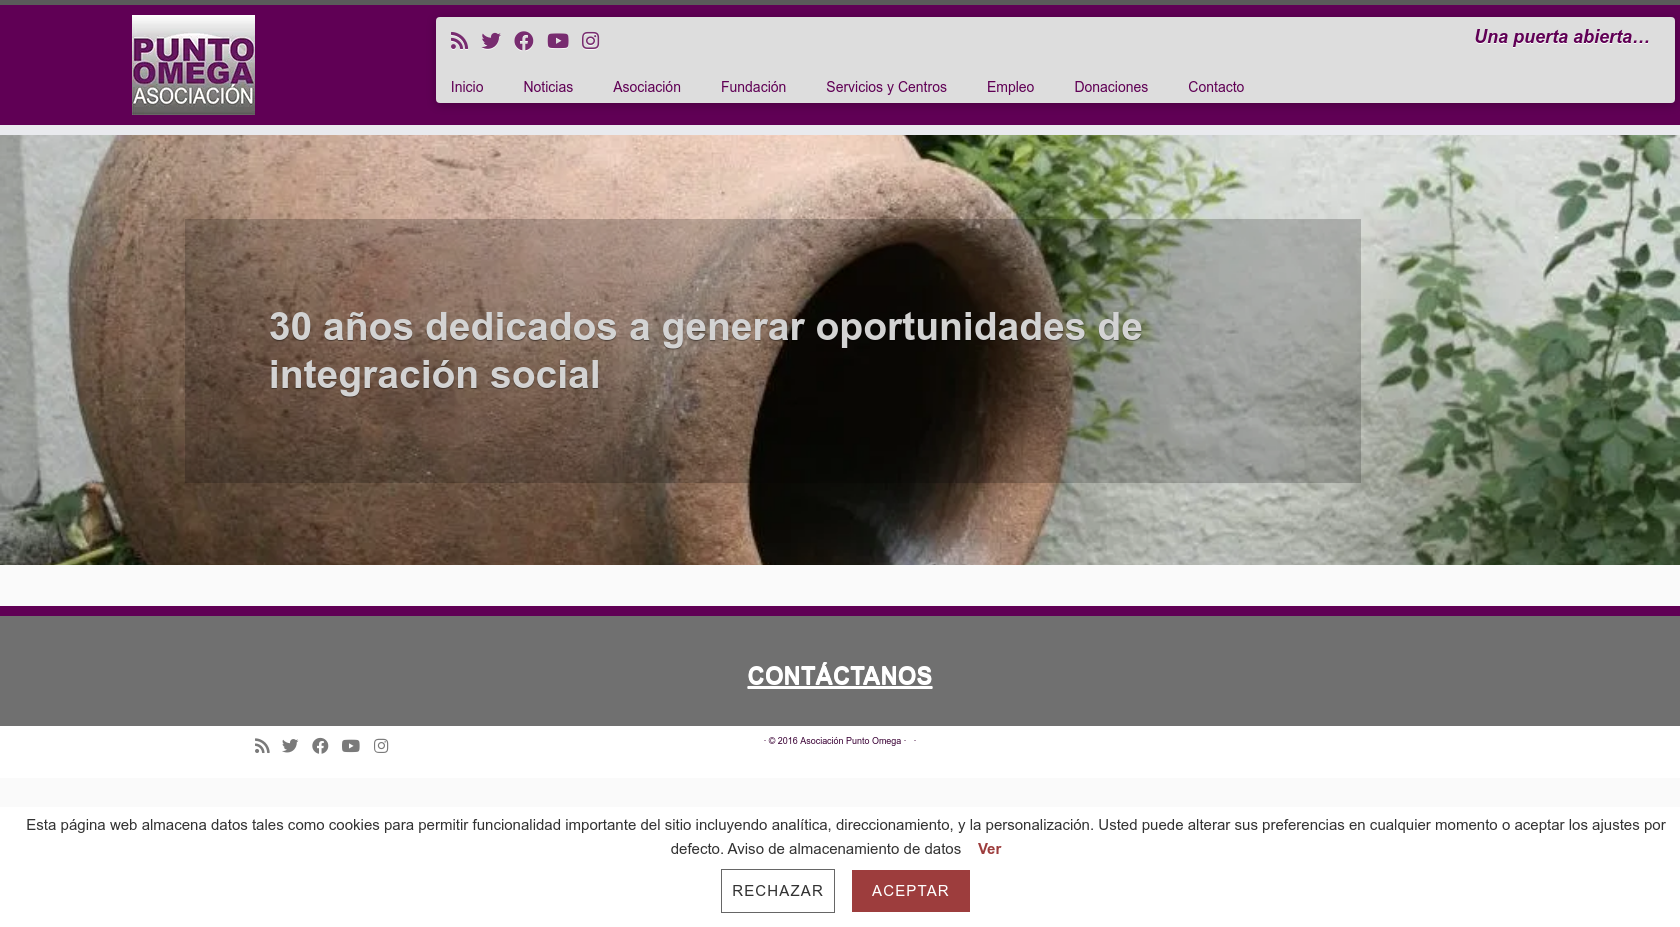 PUNTO
OMEGA
ASOCIACIÓN
Una puerta abierta...
Inicio
Noticias
Asociación
Fundación
Servicios y Centros
Empleo
Donaciones
Contacto
30 años dedicados a generar oportunidades de
integración social
CONTÁCTANOS
· © 2016 Asociación Punto Omega ·   ·
Esta página web almacena datos tales como cookies para permitir funcionalidad importante del sitio incluyendo analítica, direccionamiento, y la personalización. Usted puede alterar sus preferencias en cualquier momento o aceptar los ajustes por
defecto. Aviso de almacenamiento de datos Ver
RECHAZAR
ACEPTAR